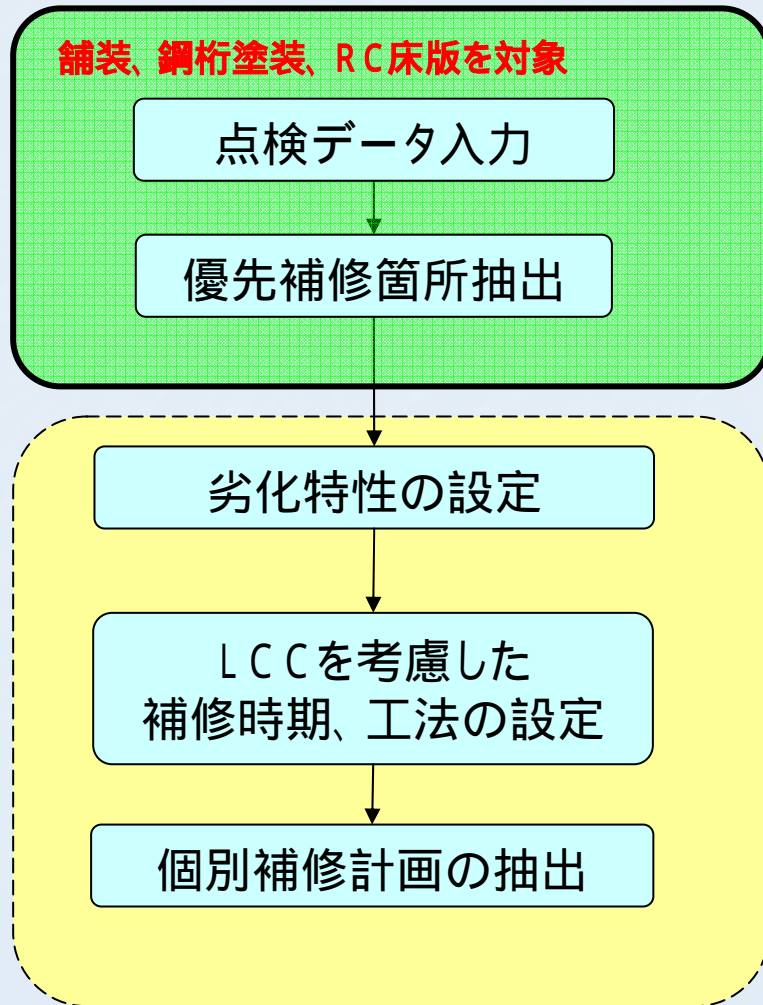 舗装、鋼桁塗装、RC床版を対象
点検データ入力
優先補修箇所抽出
劣化特性の設定
LCCを考慮した
補修時期、工法の設定
個別補修計画の抽出